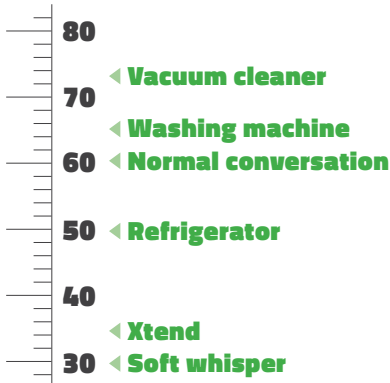 80
Vacuum cleaner
70
Washing machine
60 Normal conversation
50 Refrigerator
40
Xtend
30 Soft whisper